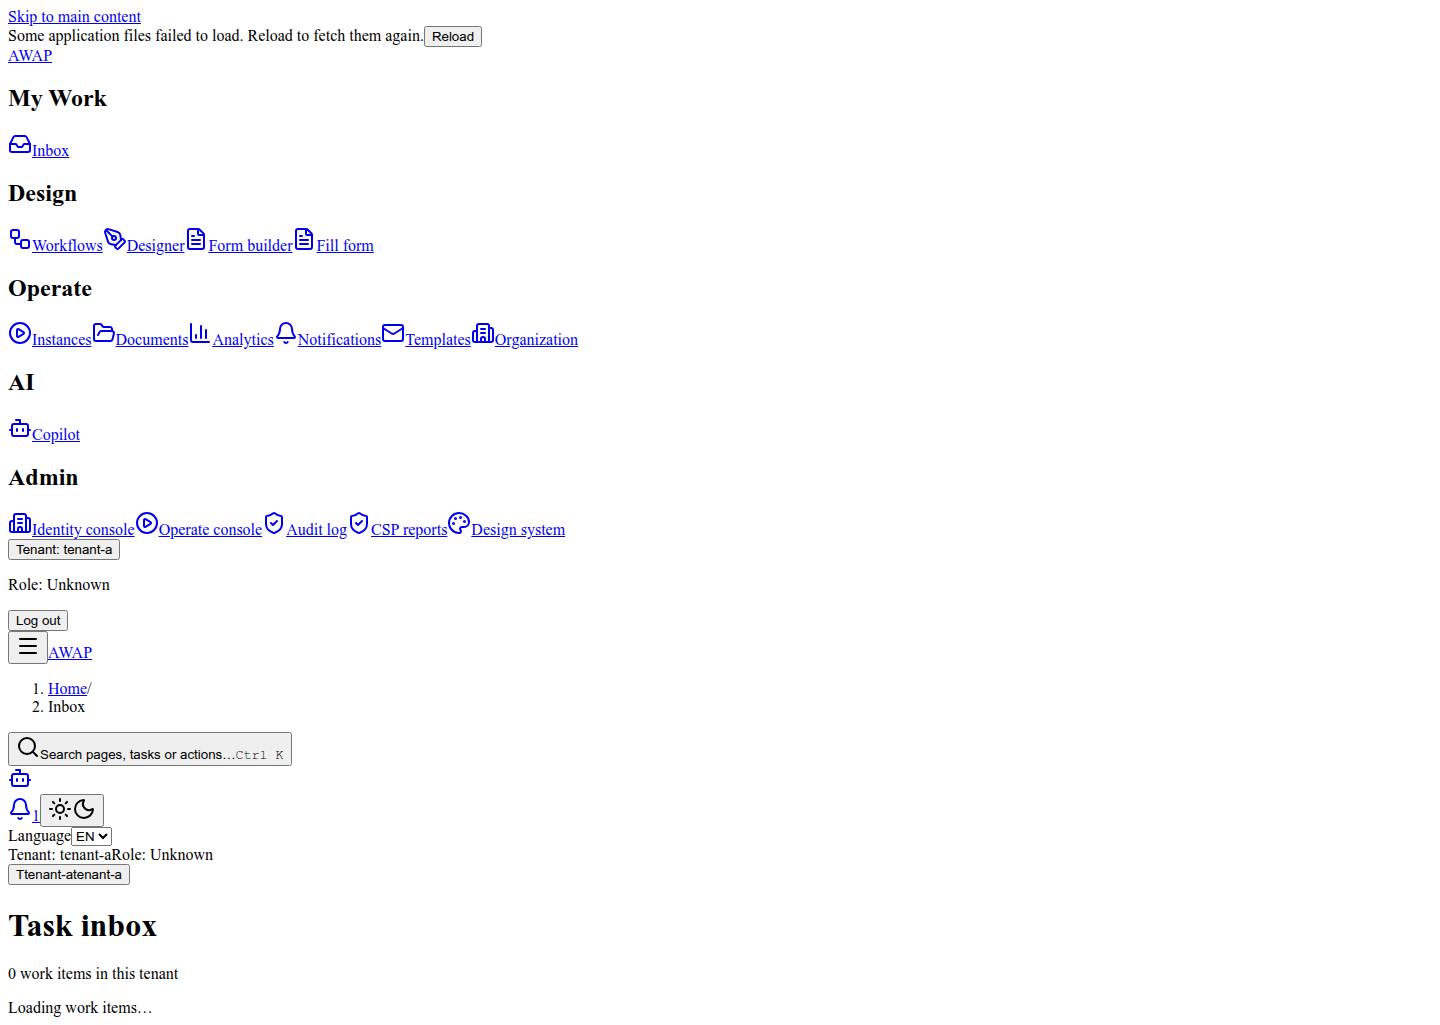 Skip to main content
Some application files failed to load. Reload to fetch them again. Reload
AWAP
My Work
Inbox
Design
Workflows Designer Form builder Fill form
Operate
Instances Documents Analytics Notifications Templates Organization
AI
Copilot
Admin
Identity console Operate console Audit log CSP reports Design system
Tenant: tenant-a
Role: Unknown
Log out
AWAP
1. Home/
2. Inbox
Search pages, tasks or actions…Ctrl K
1
Language EN
Tenant: tenant-aRole: Unknown
Ttenant-atenant-a
Task inbox
0 work items in this tenant
Loading work items…